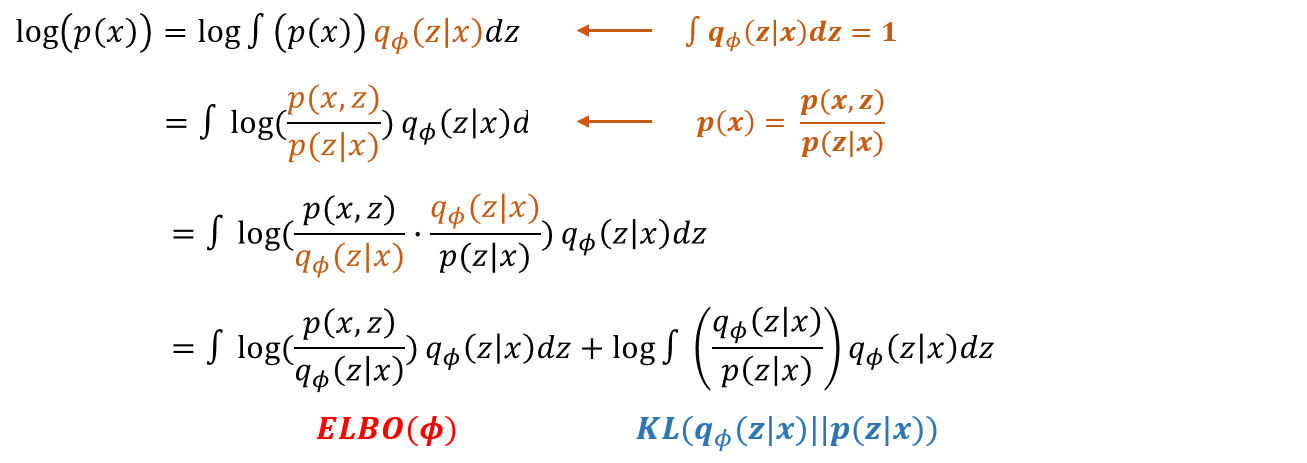 log(p(x)) = log ∫ (p(x)) q_ϕ(z|x)dz ← ∫ q_ϕ(z|x)dz = 1
= ∫ log(p(x, z)/p(z|x)) q_ϕ(z|x)d ← p(x) = p(x, z)/p(z|x)
= ∫ log(p(x, z)/q_ϕ(z|x) · q_ϕ(z|x)/p(z|x)) q_ϕ(z|x)dz
= ∫ log(p(x, z)/q_ϕ(z|x)) q_ϕ(z|x)dz + log ∫ (q_ϕ(z|x)/p(z|x)) q_ϕ(z|x)dz
ELBO(ϕ) KL(q_ϕ(z|x)||p(z|x))